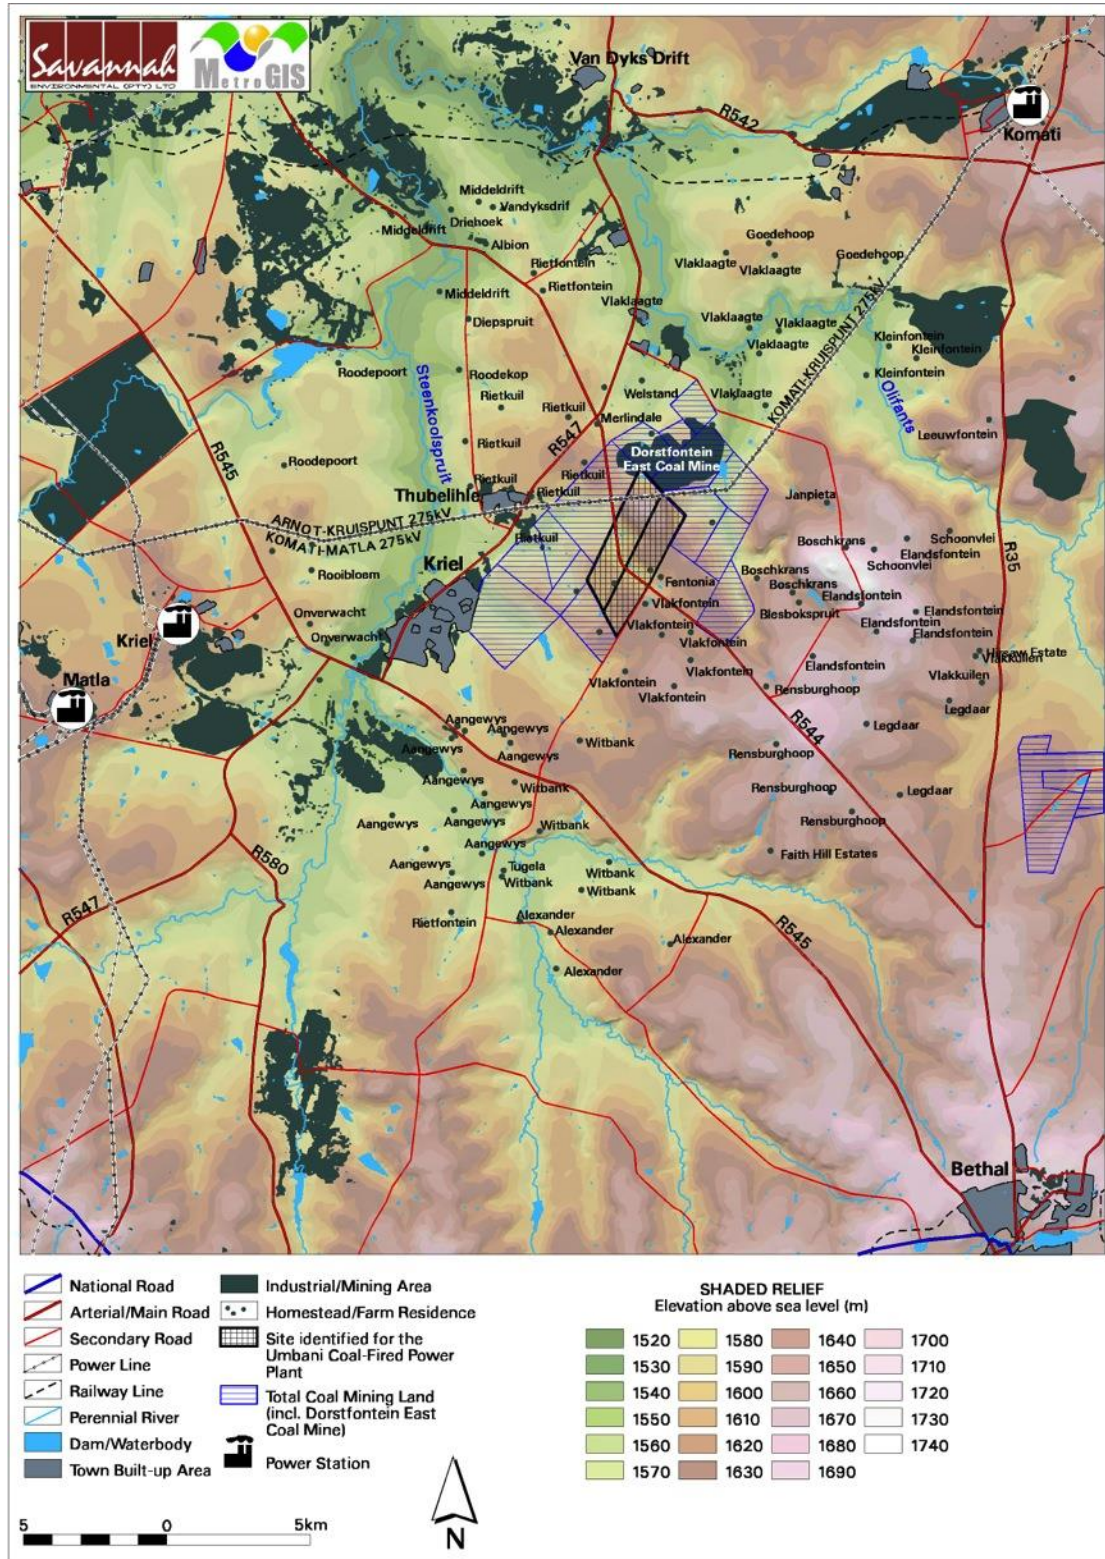 Savannah
ENVIRONMENTAL (PTY) LTD
MetroGIS
Van Dyks Drift
R542
Komati
Middeldrift
Vandyksdrif
Driehoek
Middeldrift
Albion
Goedehoop
Goedehoop
Vlaklaagte
Vlaklaagte
Rietfontein
Rietfontein
Middeldrift
Vlaklaagte
Diepspruit
Vlaklaagte
Vlaklaagte
Vlaklaagte
Kleinfontein
Kleinfontein
Kleinfontein
KOMATI-KRUISPUNT 275kV
Roodepoort
Steenkoolspruit
Roodekop
Rietkuil
Welstand
Vlaklaagte
Olifants
Rietkuil
Merlindale
R547
Leeuwfontein
R545
Rietkuil
Roodepoort
Dorstfontein
East Coal Mine
Rietkuil
Rietkuil
Thubelihle
Rietkuil
Janpieta
ARNOT-KRUISPUNT 275kV
KOMATI-MATLA 275kV
Rietkuil
Boschkrans
Schoonvlei
Elandsfontein
Schoonvlei
R35
Kriel
Rooibloem
Fentonia
Boschkrans
Boschkrans
Elandsfontein
Vlakfontein
Blesbokspruit
Onverwacht
Elandsfontein
Vlakfontein
Elandsfontein
Kriel
Onverwacht
Vlakfontein
Elandsfontein
Hirsaw Estate
Vlakkuilen
Elandsfontein
Vlakfontein
Matla
Vlakfontein
Vlakfontein
Vlakkuilen
Rensburghoop
Legdaar
Aangewys
Aangewys
Legdaar
R544
Aangewys
Aangewys
Witbank
Rensburghoop
Aangewys
Witbank
Rensburghoop
Legdaar
Aangewys
Aangewys
Aangewys
Witbank
Rensburghoop
Aangewys
R580
Aangewys
Tugela
Witbank
Faith Hill Estates
Aangewys
Witbank
Witbank
R547
Rietfontein
Alexander
Alexander
Alexander
R545
Alexander
Bethal
National Road
Arterial/Main Road
Secondary Road
Power Line
Railway Line
Perennial River
Dam/Waterbody
Town Built-up Area
Industrial/Mining Area
Homestead/Farm Residence
Site identified for the
Umbani Coal-Fired Power
Plant
Total Coal Mining Land
(incl. Dorstfontein East
Coal Mine)
Power Station
SHADED RELIEF
Elevation above sea level (m)
1520 1580 1640 1700
1530 1590 1650 1710
1540 1600 1660 1720
1550 1610 1670 1730
1560 1620 1680 1740
1570 1630 1690
5 0 5km
N